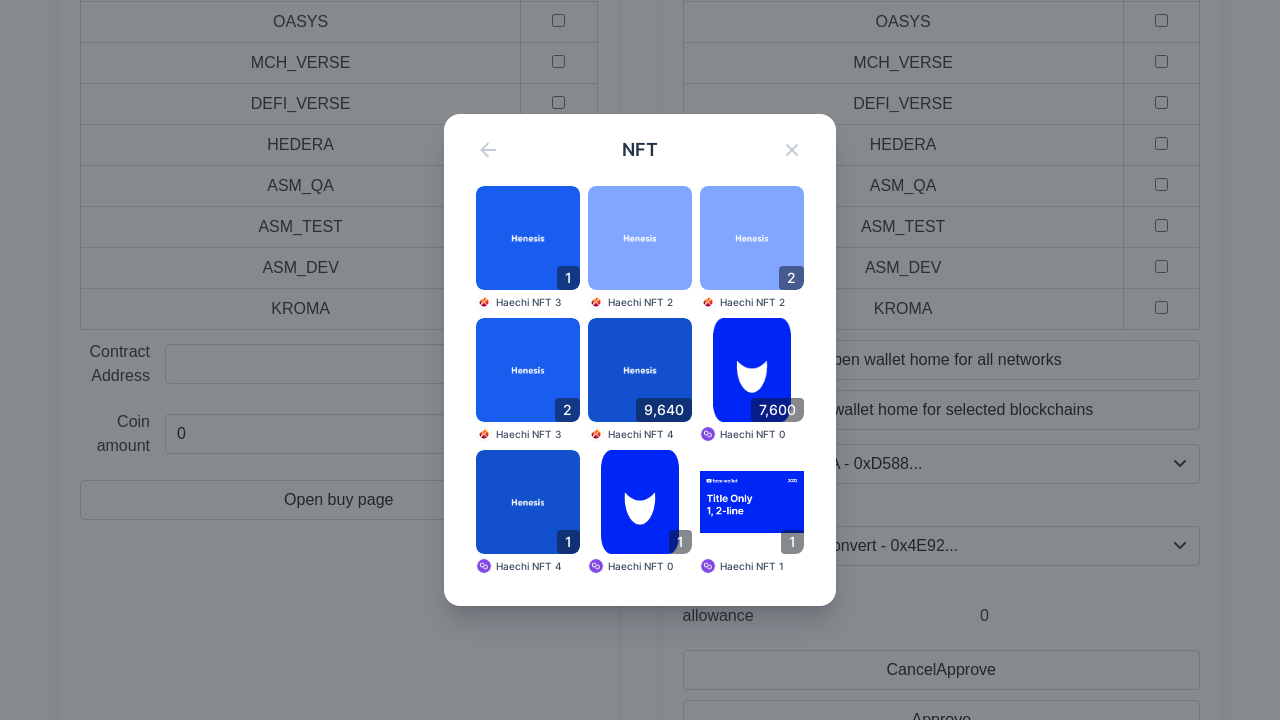 OASYS
OASYS
MCH_VERSE
MCH_VERSE
DEFI_VERSE
DEFI_VERSE
HEDERA
HEDERA
ASM_QA
ASM_QA
ASM_TEST
ASM_TEST
ASM_DEV
ASM_DEV
KROMA
KROMA
Contract
Address
Coin
amount
0
Open buy page
NFT
Henesis
1
Haechi NFT 3
Henesis
Haechi NFT 2
Henesis
2
Haechi NFT 2
Henesis
2
Haechi NFT 3
Henesis
9,640
Haechi NFT 4
7,600
Haechi NFT 0
Henesis
1
Haechi NFT 4
1
Haechi NFT 0
face wallet
Title Only
1, 2-line
1
Haechi NFT 1
wallet home for all networks
wallet home for selected blockchains
- 0xD588...
- 0x4E92...
allowance
0
CancelApprove
Approve